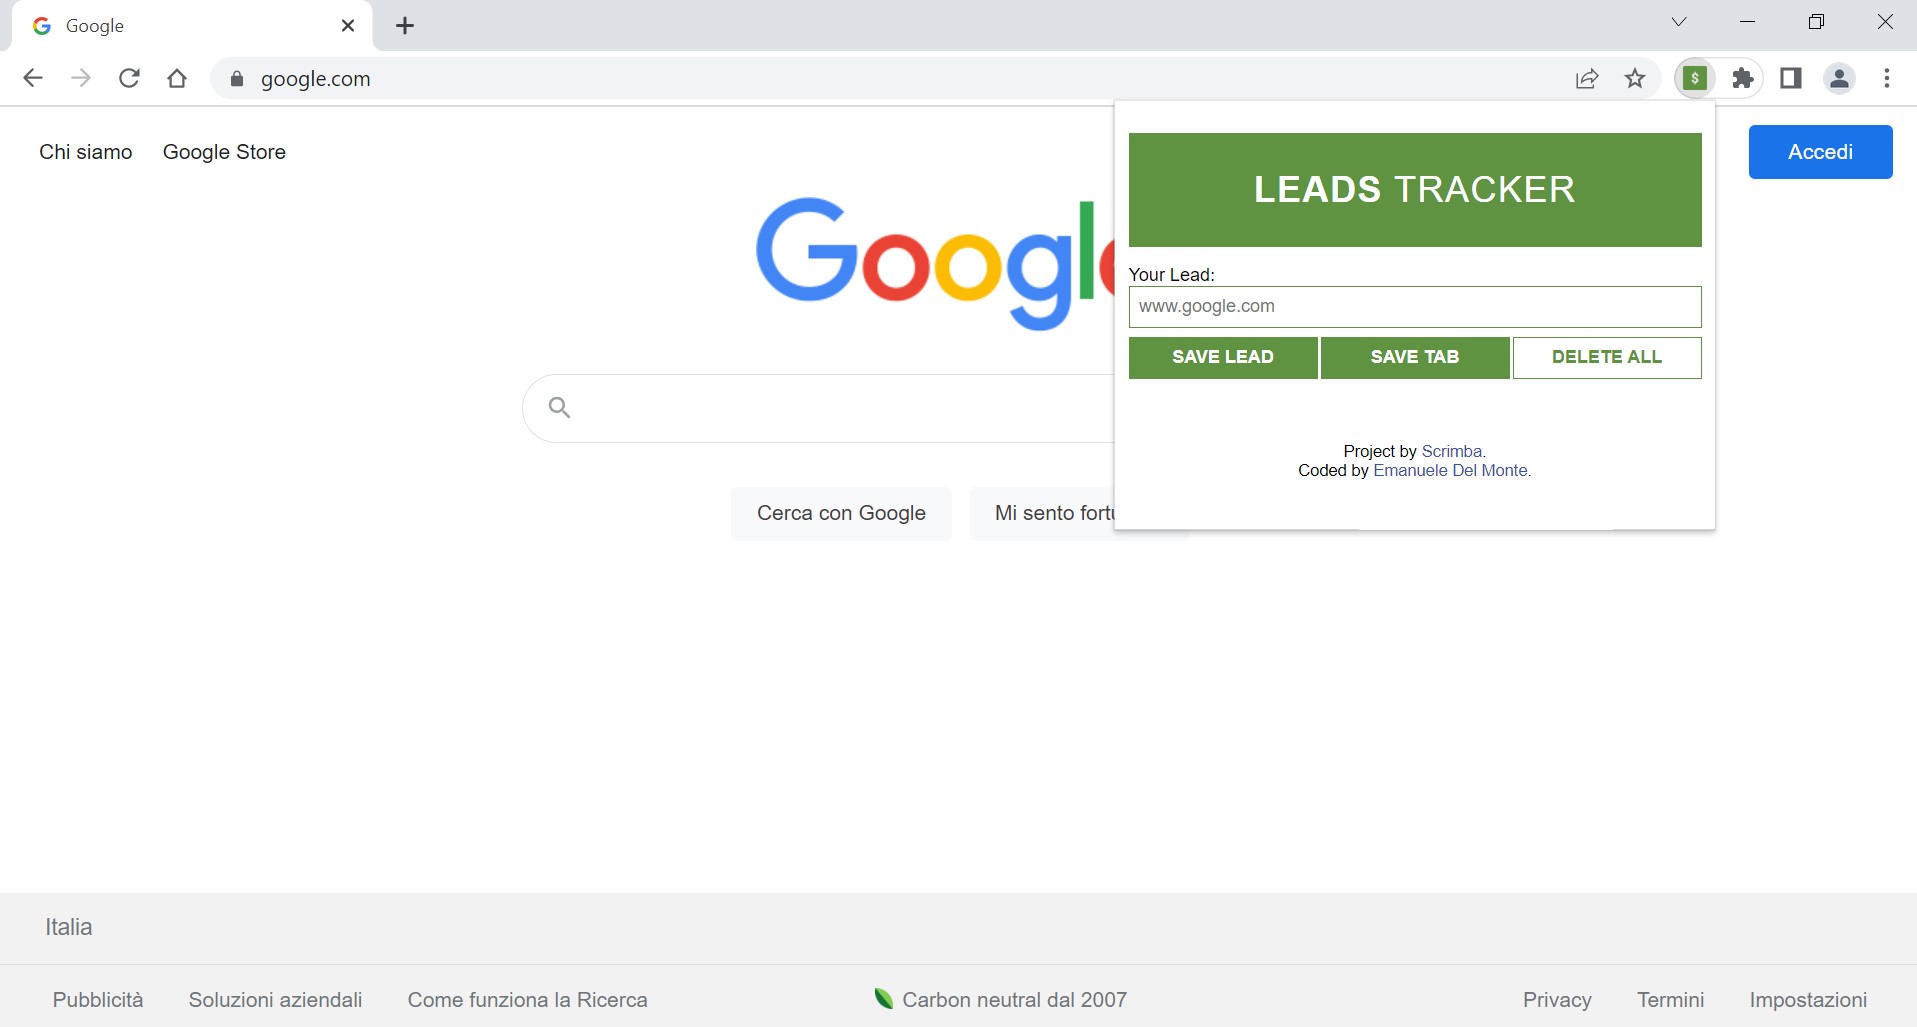 Google
google.com
$
Chi siamo
Google Store
Accedi
Googl
LEADS TRACKER
Your Lead:
www.google.com
SAVE LEAD
SAVE TAB
DELETE ALL
Project by Scrimba.
Coded by Emanuele Del Monte.
Cerca con Google
Mi sento fort
Italia
Pubblicità
Soluzioni aziendali
Come funziona la Ricerca
Carbon neutral dal 2007
Privacy
Termini
Impostazioni